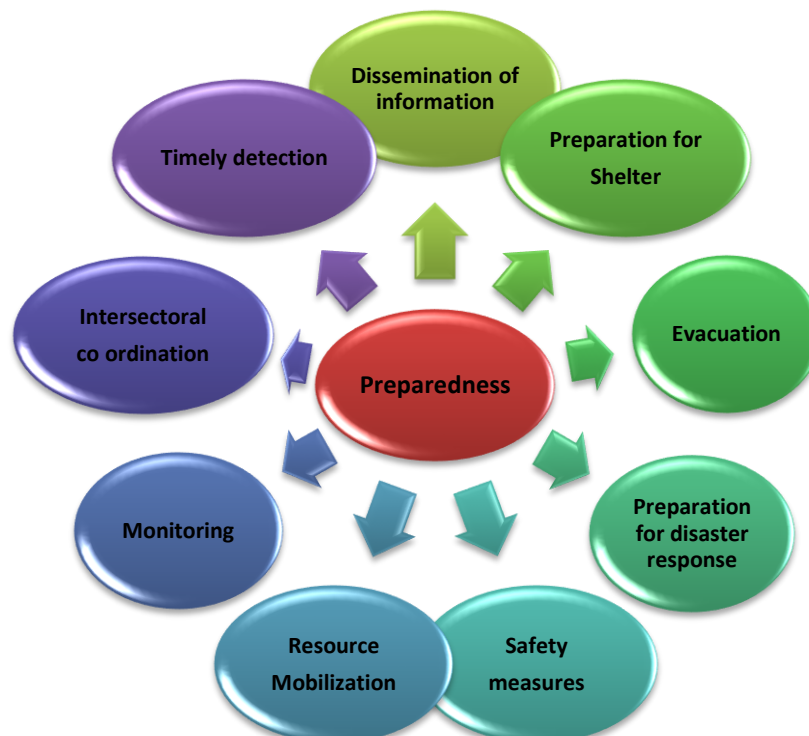 Dissemination of
information
Preparation for
Shelter
Timely detection
Evacuation
Intersectoral
co ordination
Preparedness
Preparation
for disaster
response
Monitoring
Safety
measures
Resource
Mobilization